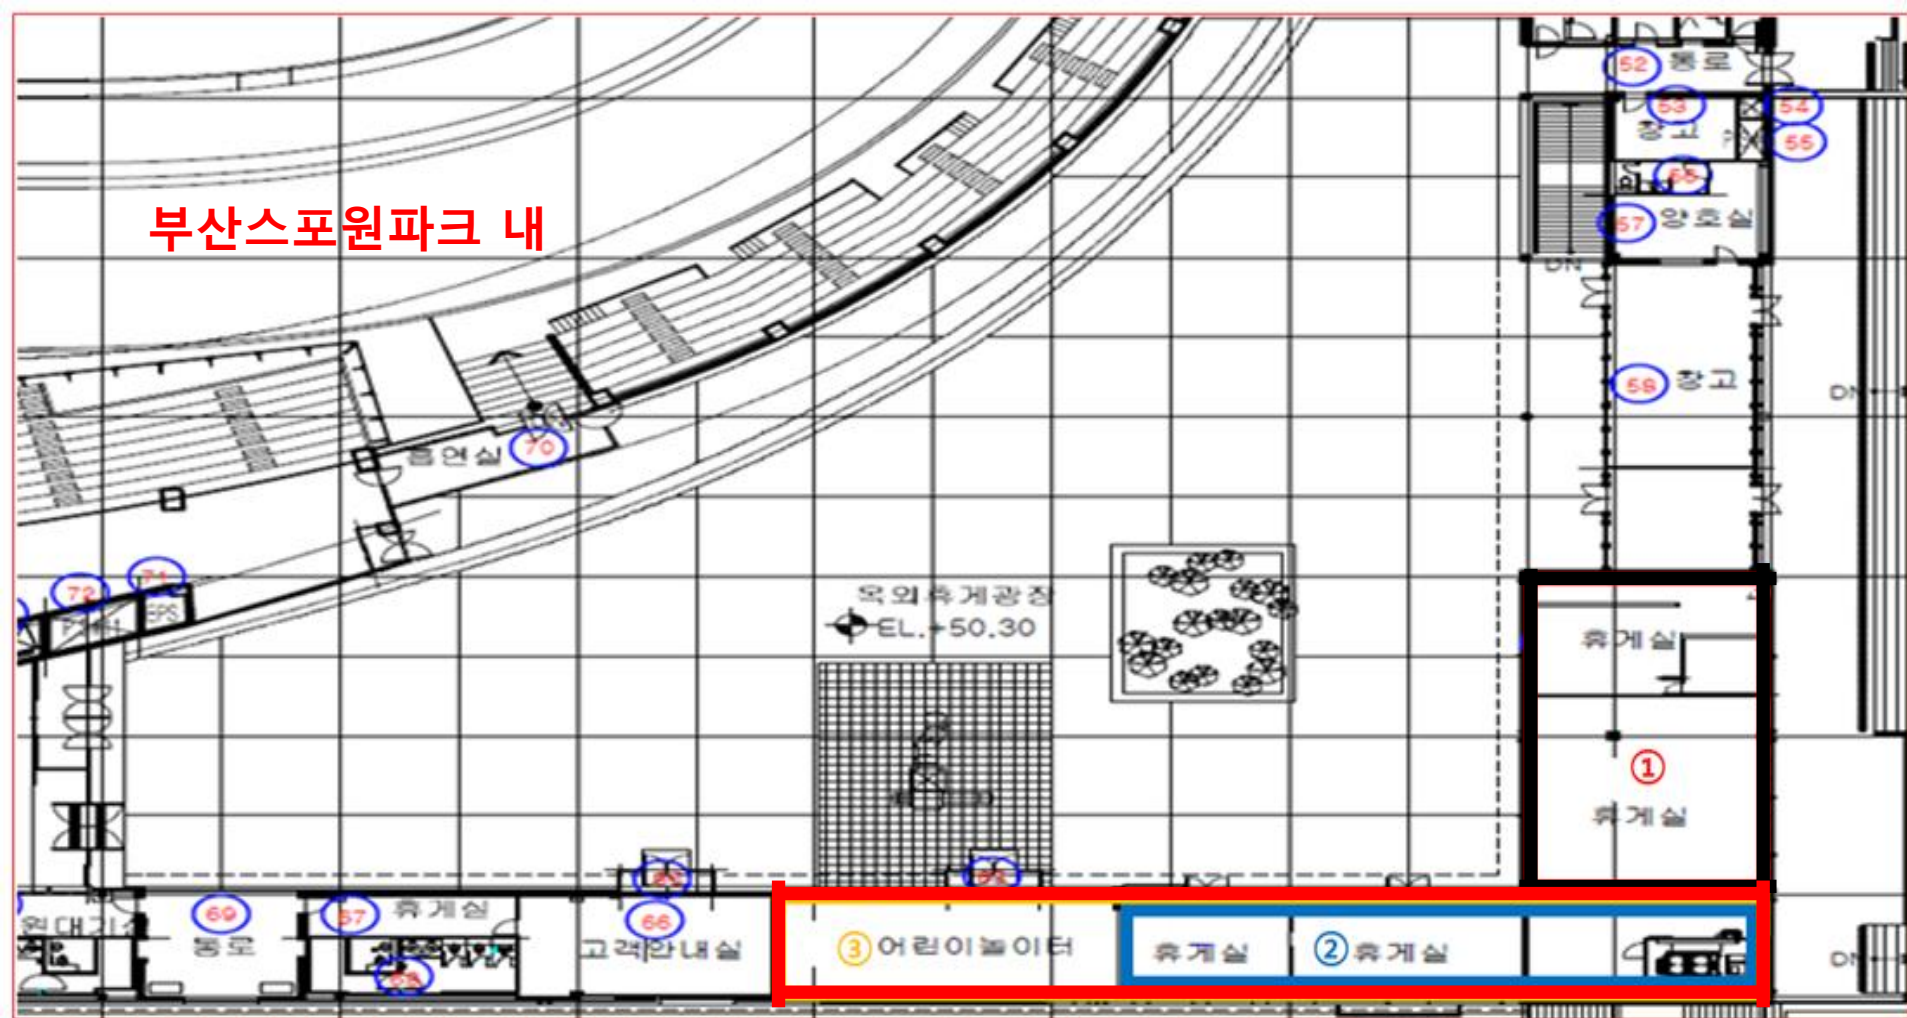 52 통로
53
54
창고
55
55
부산스포원파크 내
57 양호실
DN
58 창고
DN
흡연실 70
71
72
EPS
옥외휴게광장
EL.+50.30
휴게실
①
휴게실
69
통로
67 휴게실
66
고객안내실
③ 어린이놀이터
휴게실
② 휴게실
68
DN